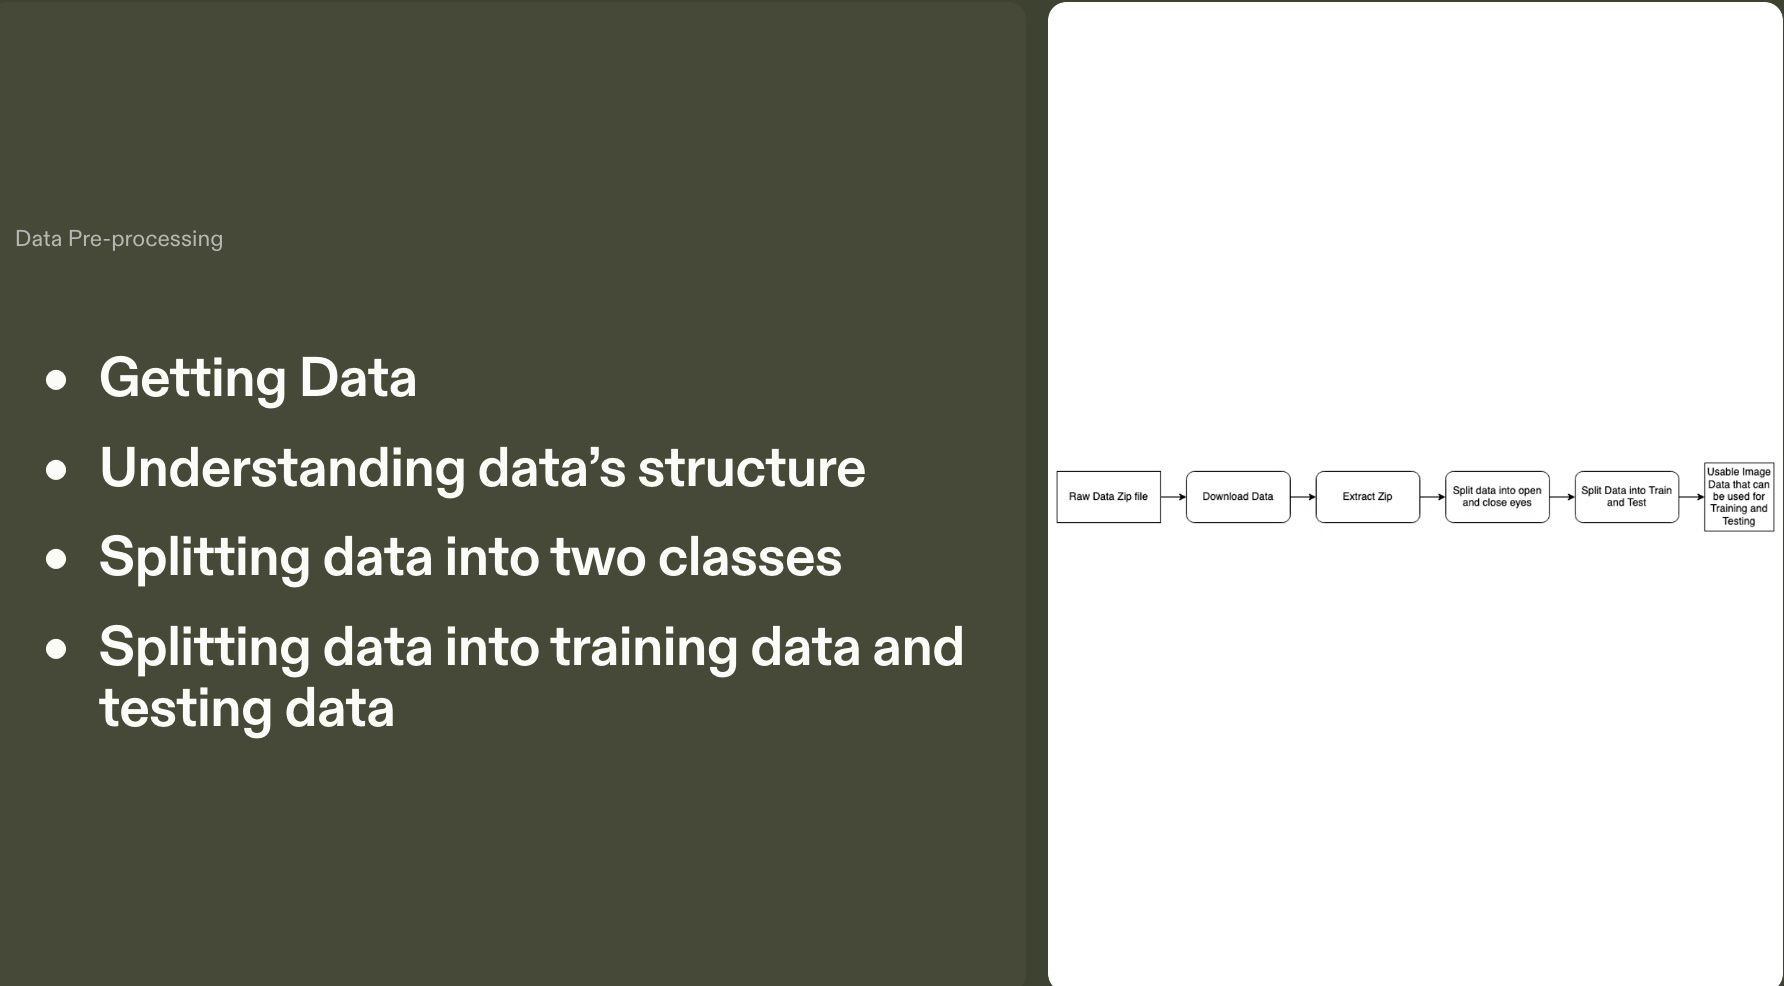 Data Pre-processing
• Getting Data
• Understanding data’s structure
• Splitting data into two classes
• Splitting data into training data and
testing data
Raw Data Zip file
Download Data
Extract Zip
Split data into open
and close eyes
Split Data into Train
and Test
Usable Image
Data that can
be used for
Training and
Testing